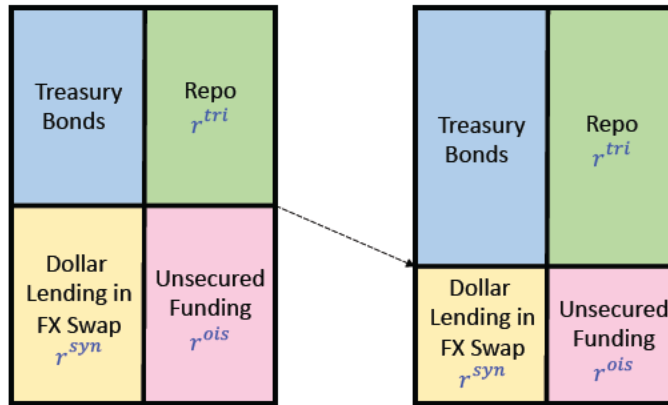 Treasury
Bonds
Repo
r^{tri}
Dollar
Lending in
FX Swap
r^{syn}
Unsecured
Funding
r^{ois}
Treasury
Bonds
Repo
r^{tri}
Dollar
Lending in
FX Swap
r^{syn}
Unsecured
Funding
r^{ois}